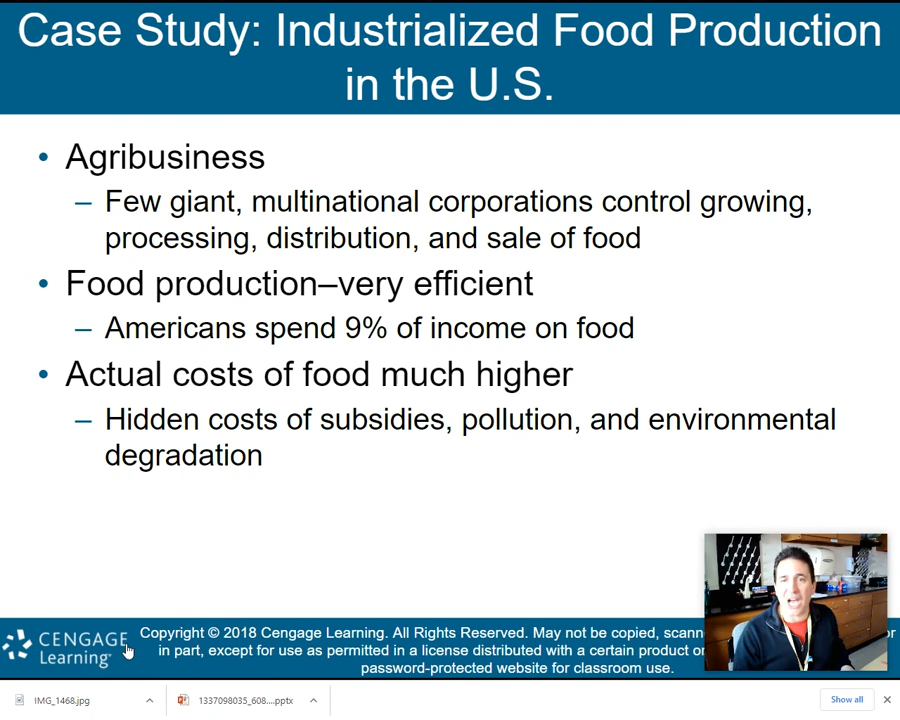 Case Study: Industrialized Food Production
in the U.S.
• Agribusiness
– Few giant, multinational corporations control growing,
processing, distribution, and sale of food
• Food production–very efficient
– Americans spend 9% of income on food
• Actual costs of food much higher
– Hidden costs of subsidies, pollution, and environmental
degradation
CENGAGE
Learning
Copyright © 2018 Cengage Learning. All Rights Reserved. May not be copied,
in part, except for use as permitted in a license distributed with a certain product or
password-protected website for classroom use.
IMG_1468.jpg
1337098035_608....pptx
Show all